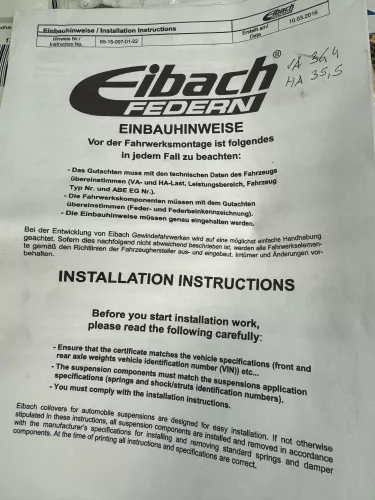 Einbauhinweise / Installation Instructions
Hinweis Nr./
Instruction No.
65-15-007-01-22
Eibach
Erstellt am/
Date
10.03.2016
Eibach®
FEDERN
VA 36,4
HA 35,5
EINBAUHINWEISE
Vor der Fahrwerksmontage ist folgendes
in jedem Fall zu beachten:
- Das Gutachten muss mit den technischen Daten des Fahrzeugs
übereinstimmen (VA- und HA-Last, Leistungsbereich, Fahrzeug
Typ Nr. und ABE EG Nr.).
- Die Fahrwerkskomponenten müssen mit dem Gutachten
übereinstimmen (Feder- und Federbeinkennzeichnung).
- Die Einbauhinweise müssen genau eingehalten werden.
Bei der Entwicklung von Eibach Gewindefahrwerken wird auf eine möglichst einfache Handhabung
geachtet. Sofern dies nachfolgend nicht abweichend beschrieben ist, werden alle Fahrwerkselemen-
te gemäß den Richtlinien der Fahrzeughersteller aus- und eingebaut. Irrtümer und Änderungen vor-
behalten.
INSTALLATION INSTRUCTIONS
Before you start installation work,
please read the following carefully:
- Ensure that the certificate matches the vehicle specifications (front and
rear axle weights vehicle identification number (VIN)) etc...
- The suspension components must match the suspensions application
specifications (springs and shock/struts identification numbers).
- You must comply with the installation instructions.
Eibach coilovers for automobile suspensions are designed for easy installation. If not otherwise
stipulated in these instructions, all suspension components are installed and removed in accordance
with the manufacturer's specifications for installing and removing standard springs and damper
components. At the time of printing all instructions and specifications are correct.